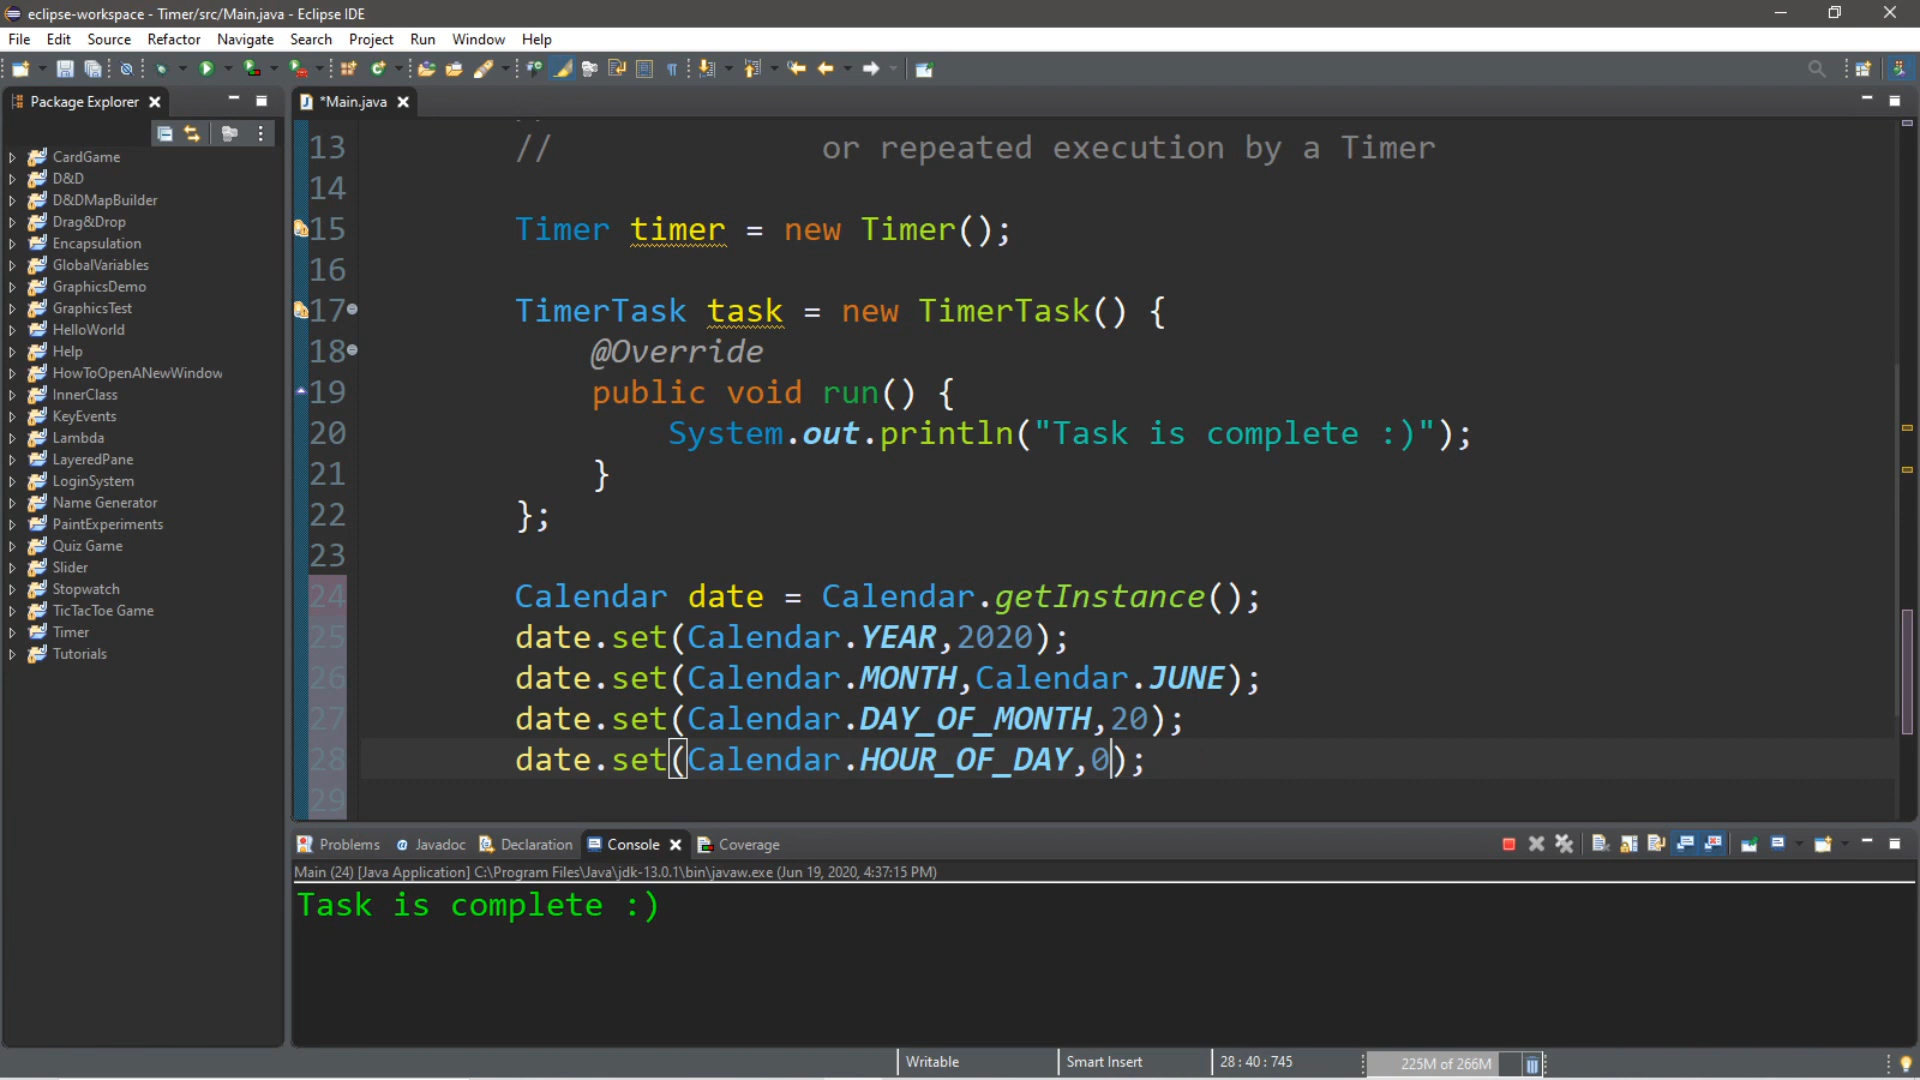 eclipse-workspace - Timer/src/Main.java - Eclipse IDE
File Edit Source Refactor Navigate Search Project Run Window Help
Package Explorer
*Main.java
CardGame
D&D
D&DMapBuilder
Drag&Drop
Encapsulation
GlobalVariables
GraphicsDemo
GraphicsTest
HelloWorld
Help
HowToOpenANewWindow
InnerClass
KeyEvents
Lambda
LayeredPane
LoginSystem
Name Generator
PaintExperiments
Quiz Game
Slider
Stopwatch
TicTacToe Game
Timer
Tutorials
13 // or repeated execution by a Timer
14
15 Timer timer = new Timer();
16
17 TimerTask task = new TimerTask() {
18 @Override
19 public void run() {
20 System.out.println("Task is complete :)");
21 }
22 };
23
24 Calendar date = Calendar.getInstance();
25 date.set(Calendar.YEAR,2020);
26 date.set(Calendar.MONTH,Calendar.JUNE);
27 date.set(Calendar.DAY_OF_MONTH,20);
28 date.set(Calendar.HOUR_OF_DAY,0);
29
Problems @ Javadoc Declaration Console Coverage
Main (24) [Java Application] C:\Program Files\Java\jdk-13.0.1\bin\javaw.exe (Jun 19, 2020, 4:37:15 PM)
Task is complete :)
Writable Smart Insert 28 : 40 : 745 225M of 266M